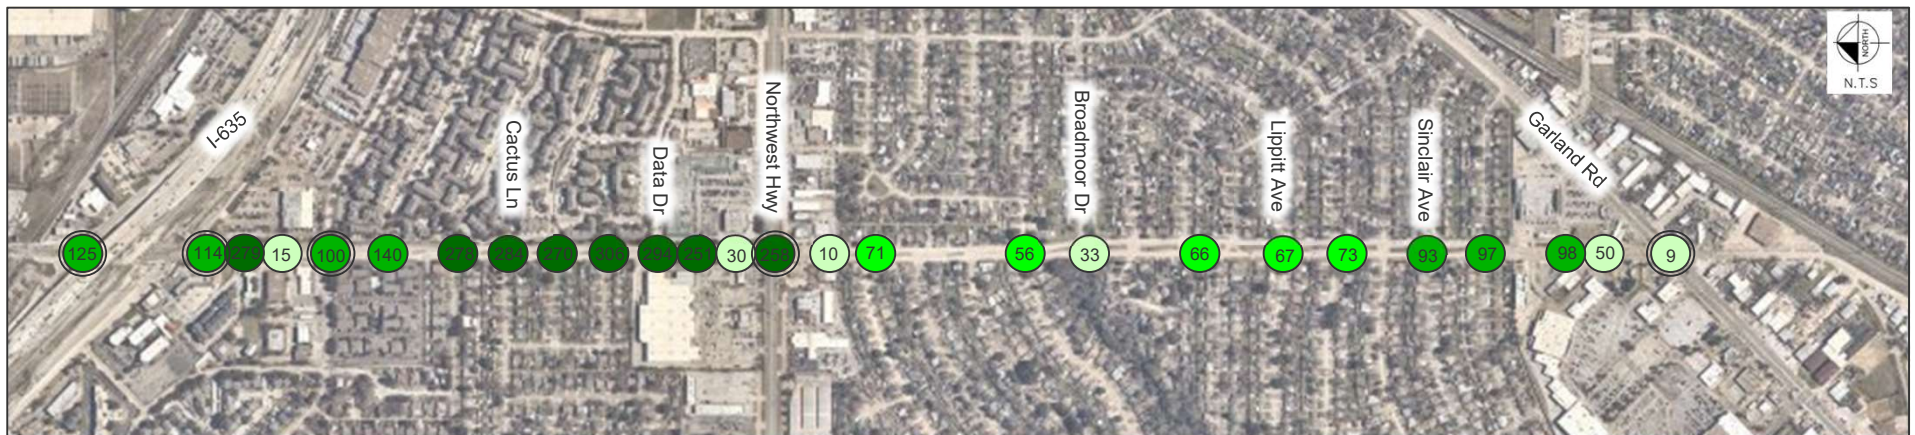 NORTH
N.T.S
I-635
Cactus Ln
Data Dr
Northwest Hwy
Broadmoor Dr
Lippitt Ave
Sinclair Ave
Garland Rd
125 114 279 15 100 140 278 284 270 306 294 251 30 258 10 71 56 33 66 67 73 93 97 98 50 9